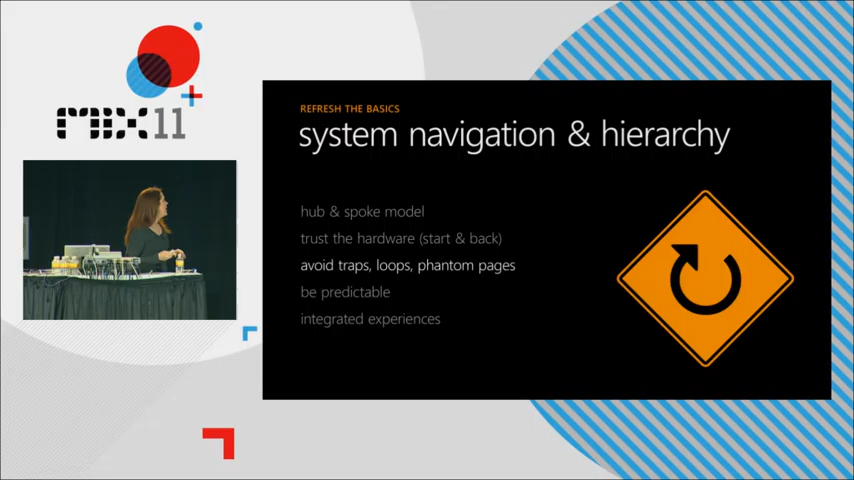 MIX11
REFRESH THE BASICS
system navigation & hierarchy
hub & spoke model
trust the hardware (start & back)
avoid traps, loops, phantom pages
be predictable
integrated experiences